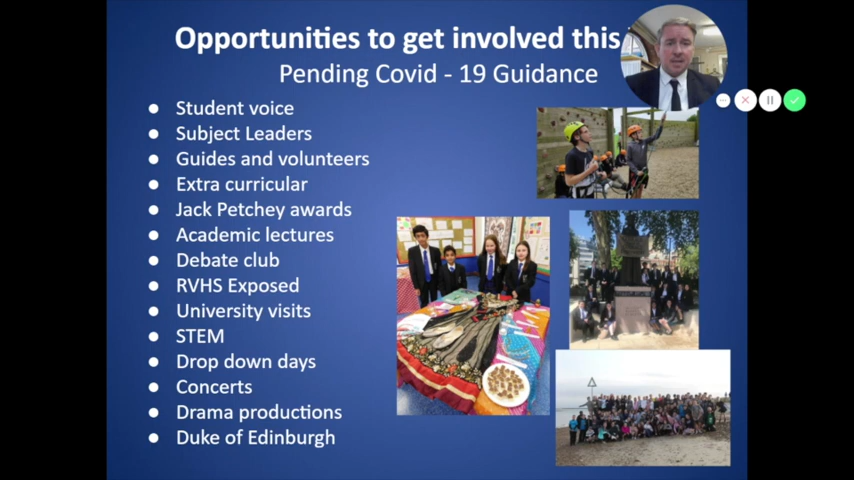 Opportunities to get involved this
Pending Covid - 19 Guidance
● Student voice
● Subject Leaders
● Guides and volunteers
● Extra curricular
● Jack Petchey awards
● Academic lectures
● Debate club
● RVHS Exposed
● University visits
● STEM
● Drop down days
● Concerts
● Drama productions
● Duke of Edinburgh